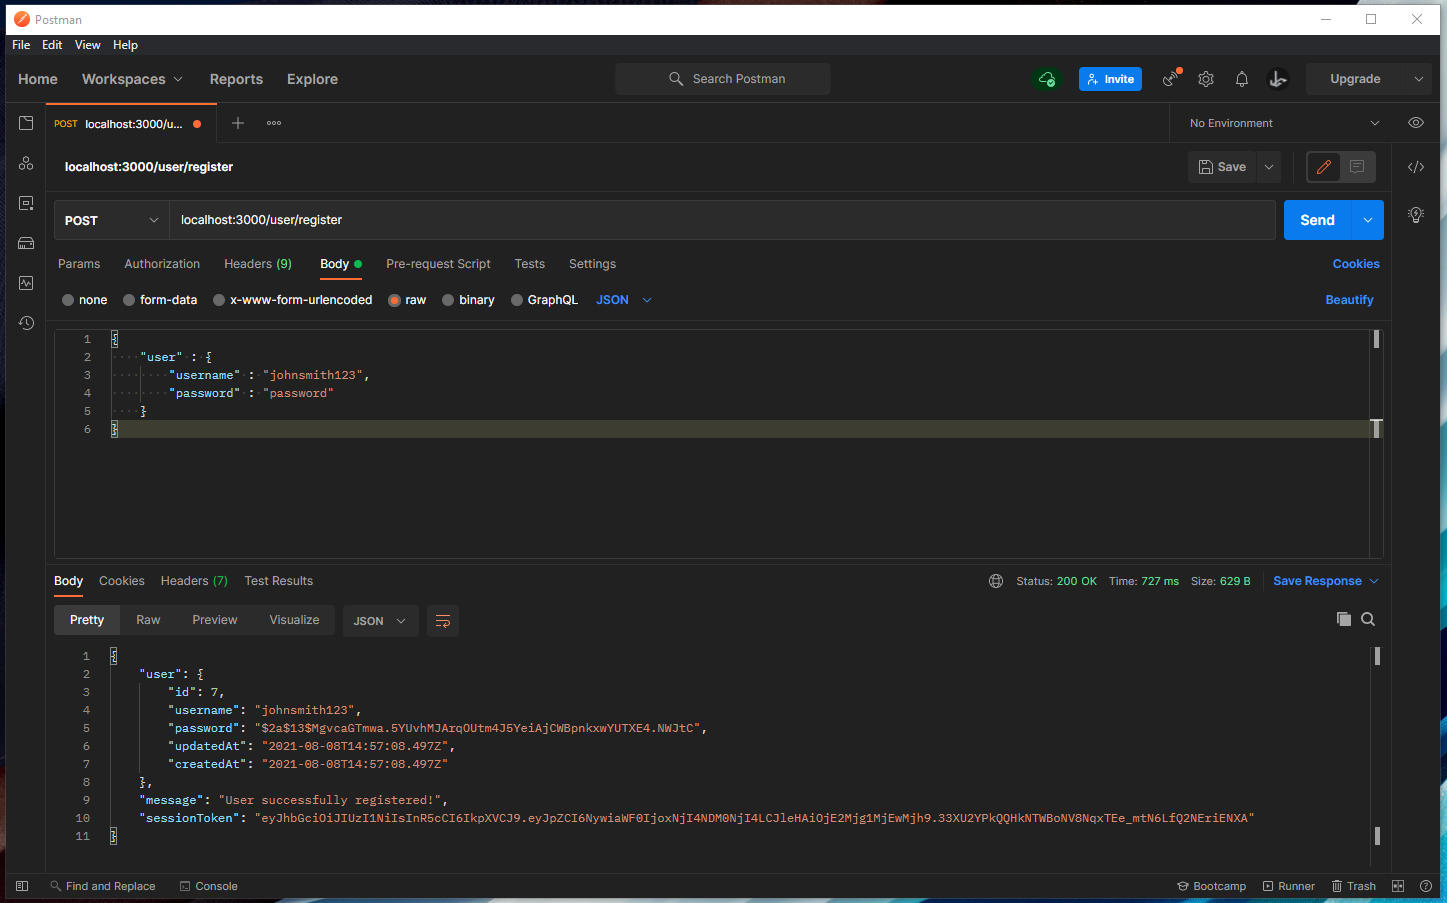 Postman
File Edit View Help
Home Workspaces Reports Explore Search Postman Invite Upgrade
POST localhost:3000/u... No Environment
localhost:3000/user/register Save
POST localhost:3000/user/register Send
Params Authorization Headers (9) Body Pre-request Script Tests Settings Cookies
none form-data x-www-form-urlencoded raw binary GraphQL JSON Beautify
1 {
2 "user" : {
3 "username" : "johnsmith123",
4 "password" : "password"
5 }
6 }
Body Cookies Headers (7) Test Results Status: 200 OK Time: 727 ms Size: 629 B Save Response
Pretty Raw Preview Visualize JSON
1 {
2 "user": {
3 "id": 7,
4 "username": "johnsmith123",
5 "password": "$2a$13$MgvcaGTmwa.5YUvhMJArqOUtm4J5YeiAjCWBpnkxwYUTXE4.NWJtC",
6 "updatedAt": "2021-08-08T14:57:08.497Z",
7 "createdAt": "2021-08-08T14:57:08.497Z"
8 },
9 "message": "User successfully registered!",
10 "sessionToken": "eyJhbGciOiJIUzI1NiIsInR5cCI6IkpXVCJ9.eyJpZCI6NywiaWF0IjoxNjI4NDM0NjI4LCJleHAiOjE2Mjg1MjEwMjh9.33XU2YPkQQHkNTWBoNV8NqxTEe_mtN6LfQ2NEriENXA"
11 }
Find and Replace Console Bootcamp Runner Trash